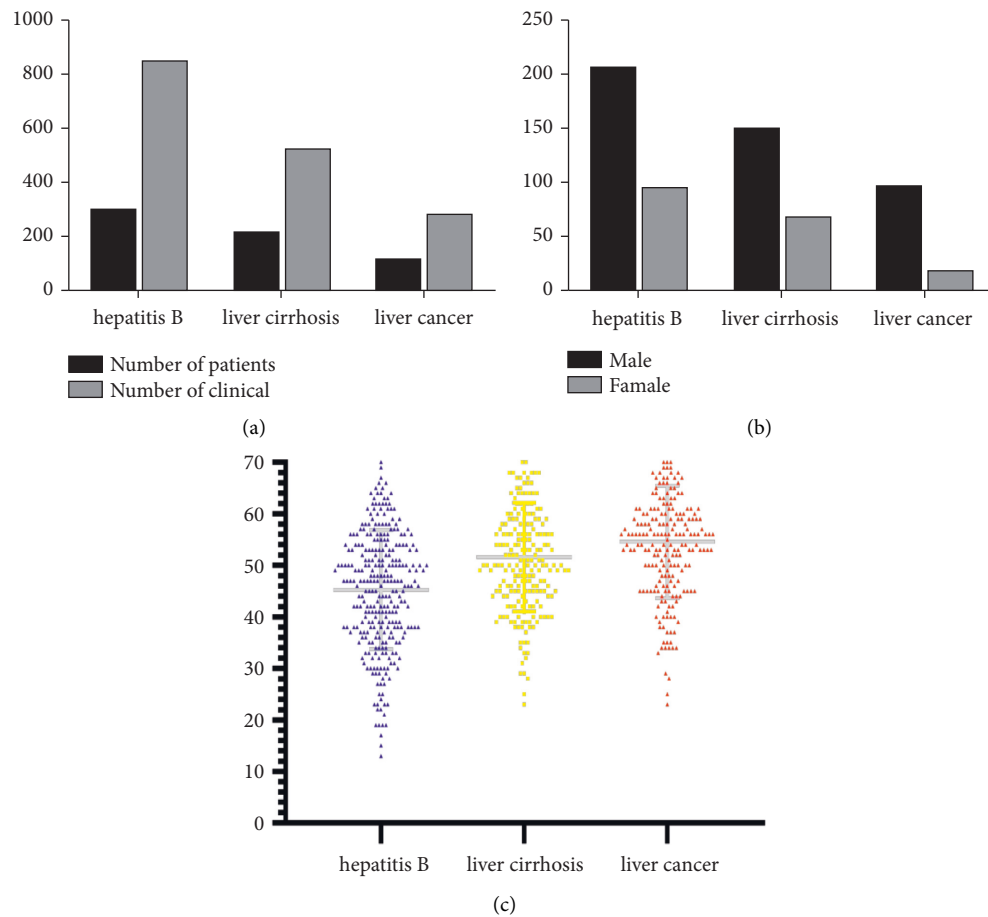 1000
800
600
400
200
0
hepatitis B liver cirrhosis liver cancer
Number of patients
Number of clinical
(a)
250
200
150
100
50
0
hepatitis B liver cirrhosis liver cancer
Male
Famale
(b)
70
60
50
40
30
20
10
0
hepatitis B liver cirrhosis liver cancer
(c)